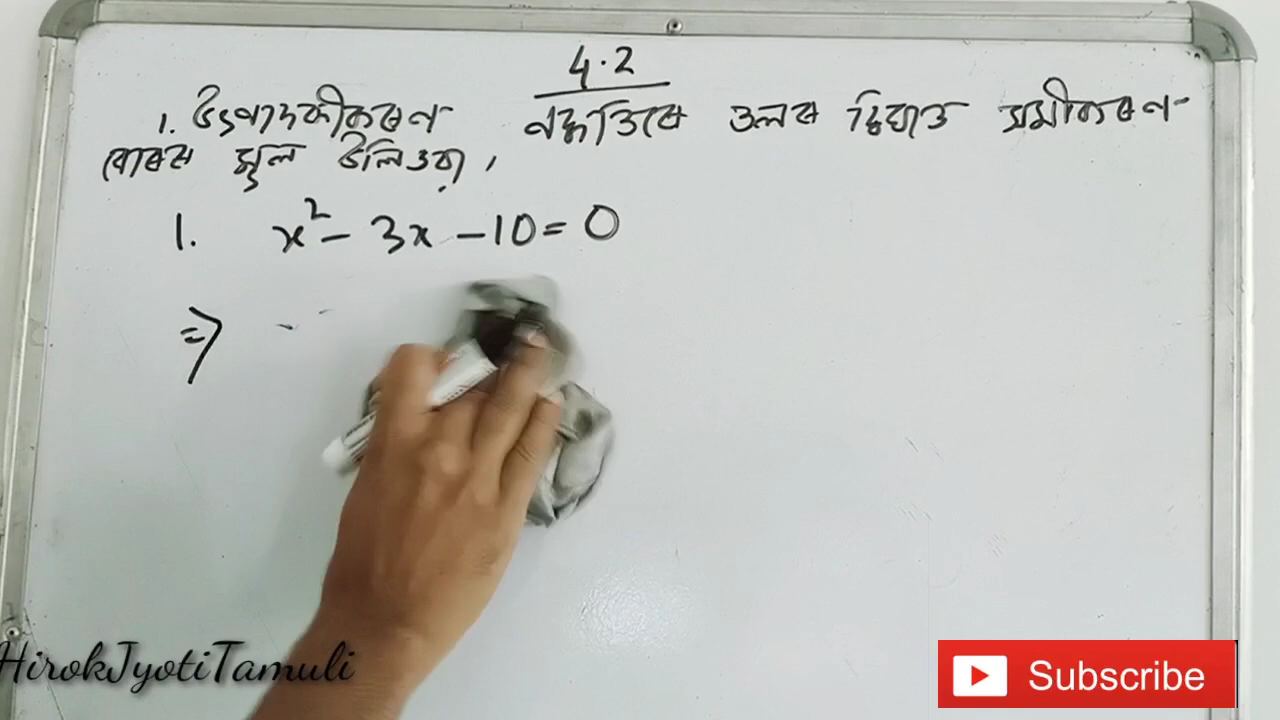 4.2
1. উৎপাদকীকৰণ পদ্ধতিৰে তলৰ দ্বিঘাত সমীকৰণ
বোৰৰ মূল উলিওৱা,
1. x² - 3x - 10 = 0
⇒
HirokJyotiTamuli
Subscribe